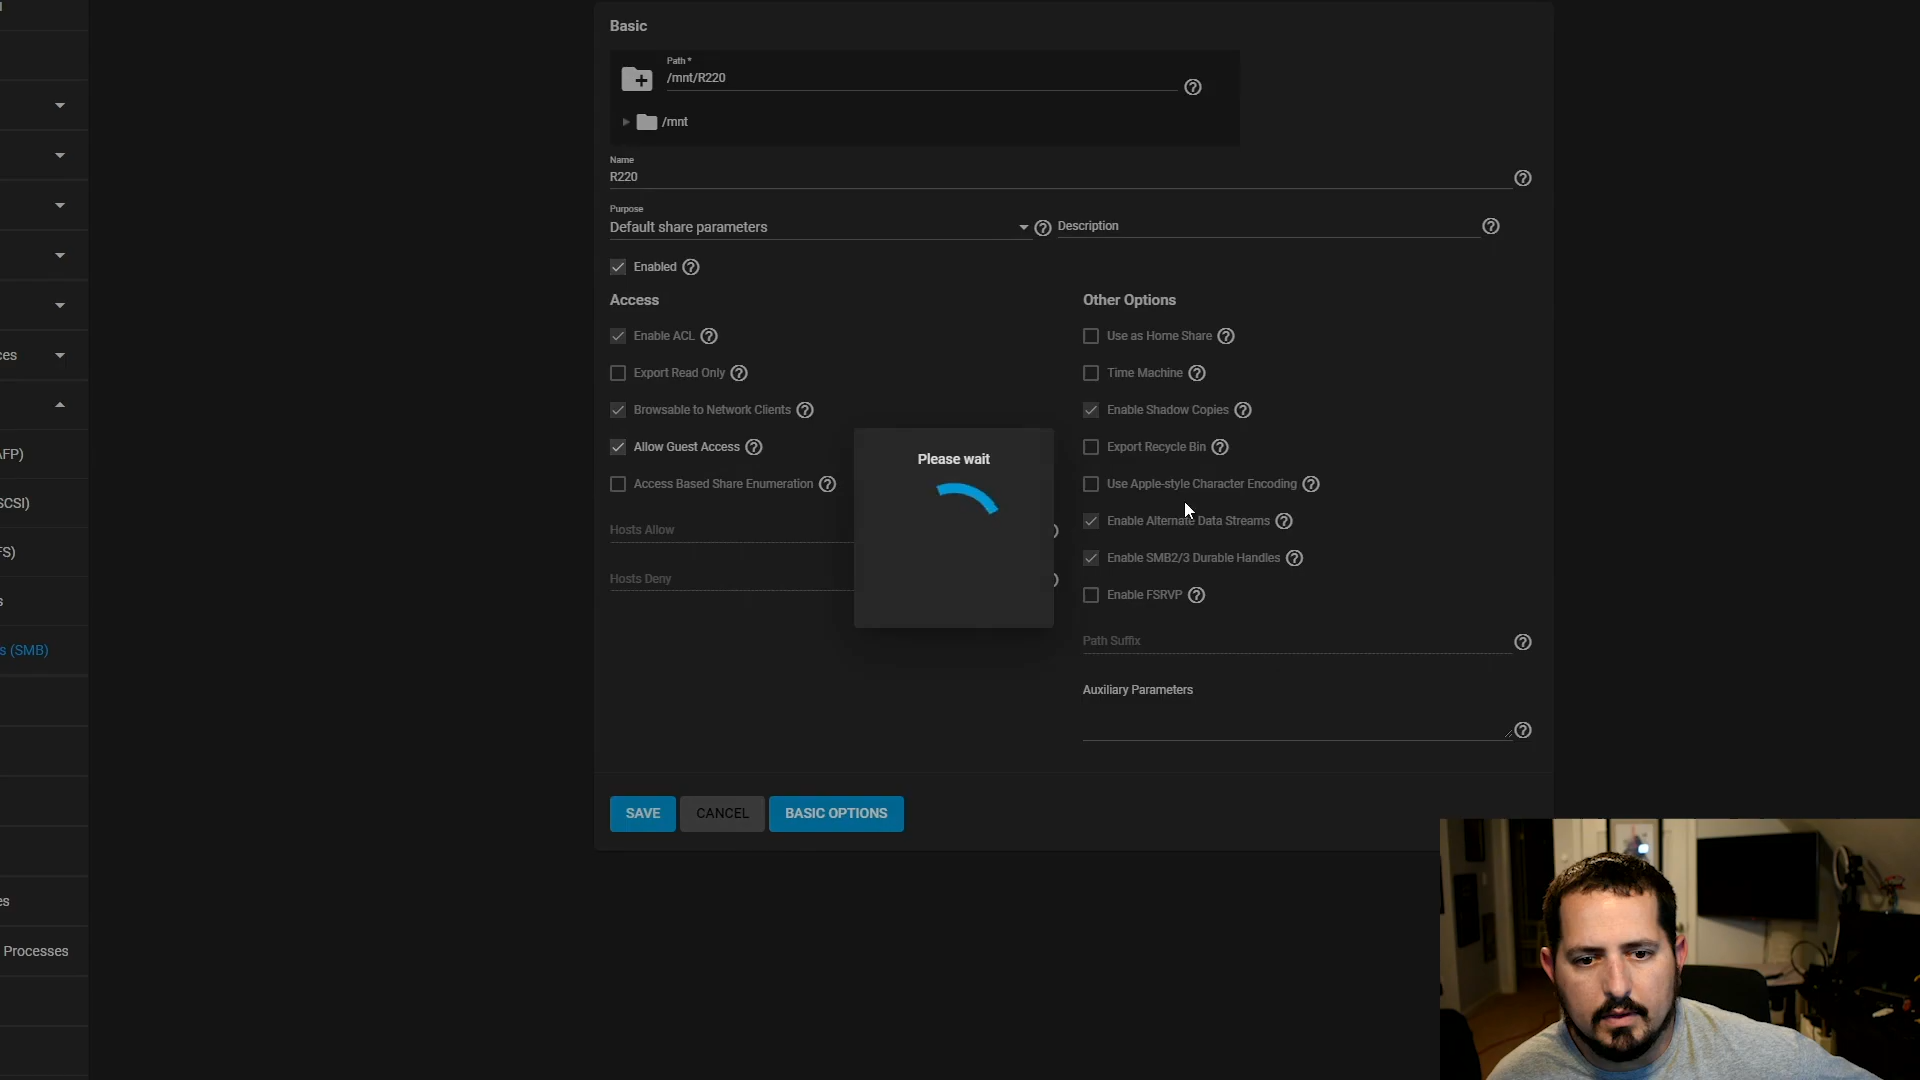 Basic
Path *
/mnt/R220
/mnt
Name
R220
Purpose
Default share parameters
Description
Enabled
Access
Other Options
Enable ACL
Use as Home Share
Export Read Only
Time Machine
Browsable to Network Clients
Enable Shadow Copies
Allow Guest Access
Export Recycle Bin
Access Based Share Enumeration
Use Apple-style Character Encoding
Please wait
Hosts Allow
Enable Alternate Data Streams
Enable SMB2/3 Durable Handles
Hosts Deny
Enable FSRVP
Path Suffix
Auxiliary Parameters
SAVE
CANCEL
BASIC OPTIONS
ces
AFP)
SCSI)
FS)
s
s (SMB)
es
Processes